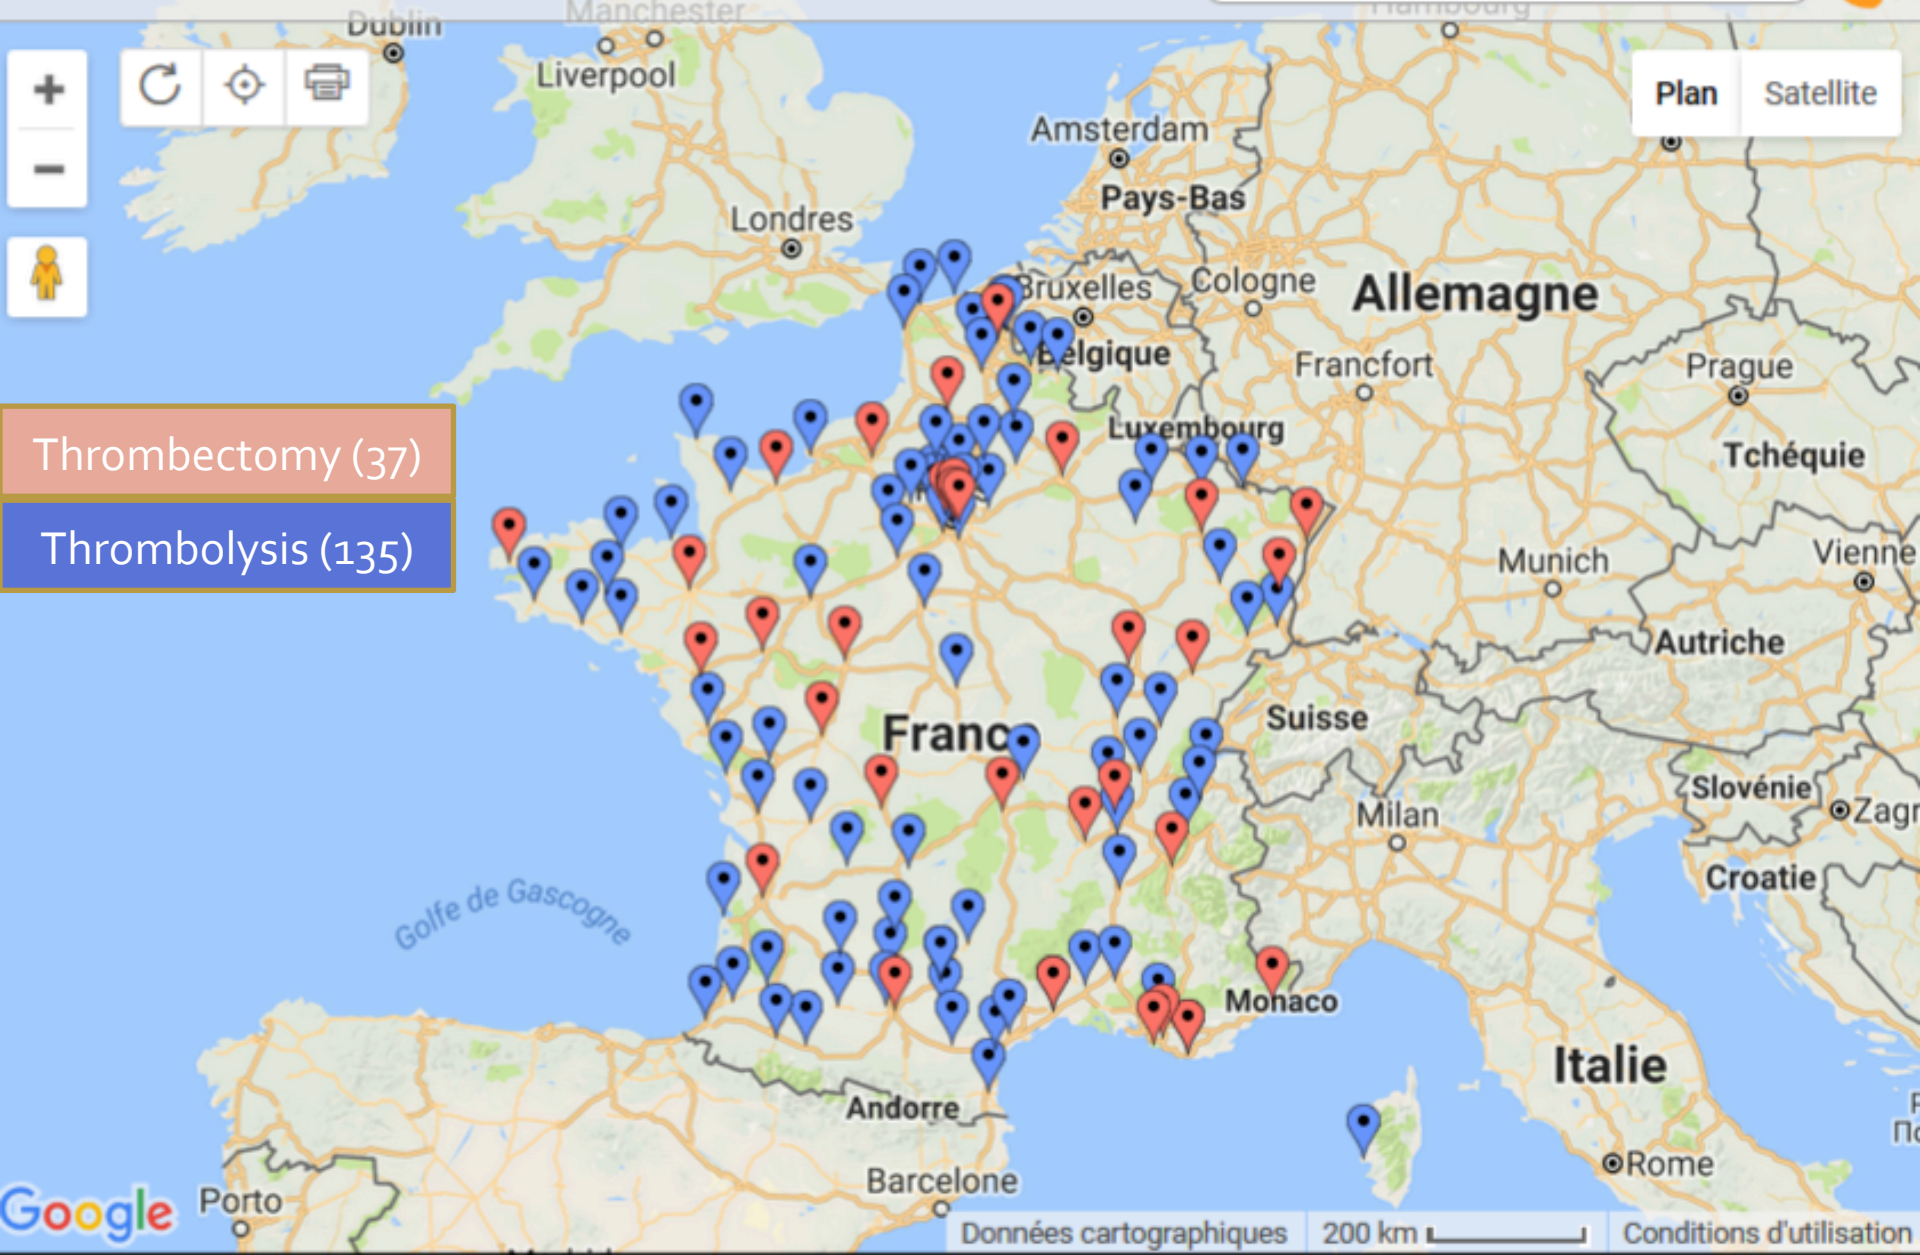 Manchester
Hambourg
Dublin
Liverpool
Plan
Satellite
Amsterdam
Pays-Bas
Londres
Bruxelles
Cologne
Allemagne
Belgique
Francfort
Prague
Luxembourg
Thrombectomy (37)
Tchéquie
Thrombolysis (135)
Munich
Vienne
Autriche
Suisse
Franc
Slovénie
Milan
Croatie
Golfe de Gascogne
Monaco
Italie
Andorre
Barcelone
Rome
Google
Porto
Données cartographiques
200 km
Conditions d'utilisation